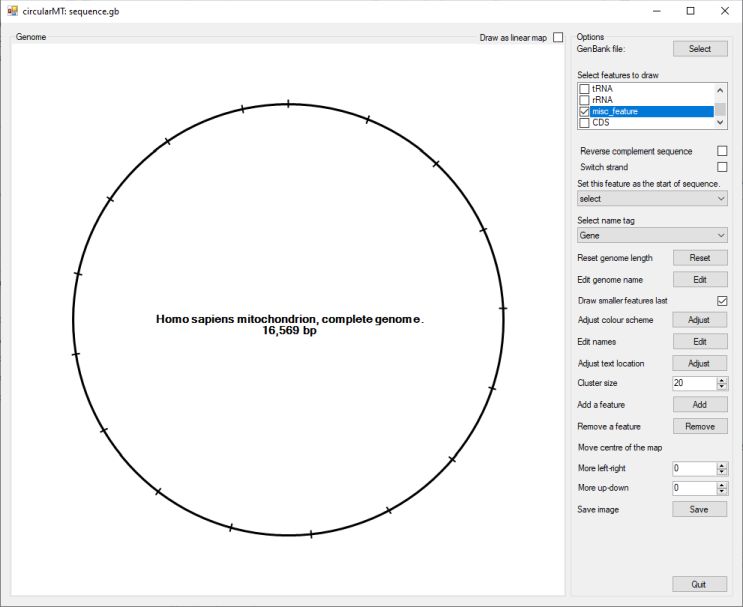 circularMT: sequence.gb
Genome
Draw as linear map
Homo sapiens mitochondrion, complete genome.
16,569 bp
Options
GenBank file:
Select
Select features to draw
tRNA
rRNA
misc_feature
CDS
Reverse complement sequence
Switch strand
Set this feature as the start of sequence.
select
Select name tag
Gene
Reset genome length
Reset
Edit genome name
Edit
Draw smaller features last
Adjust colour scheme
Adjust
Edit names
Edit
Adjust text location
Adjust
Cluster size
20
Add a feature
Add
Remove a feature
Remove
Move centre of the map
More left-right
0
More up-down
0
Save image
Save
Quit